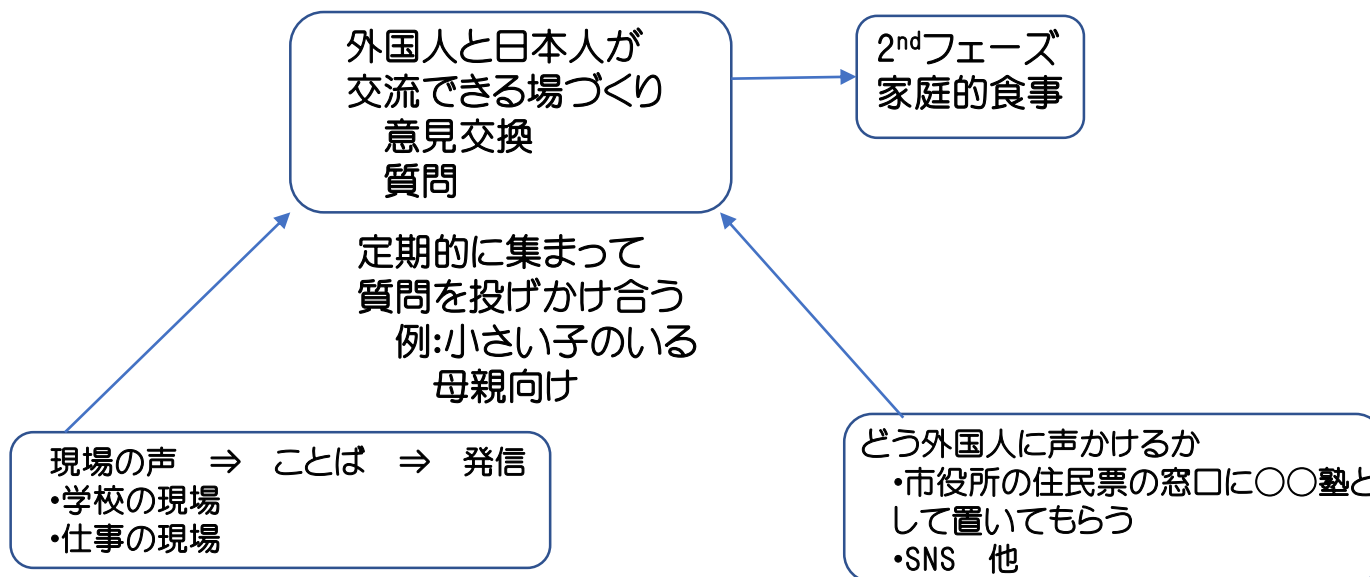 外国人と日本人が
交流できる場づくり
意見交換
質問
2ndフェーズ
家庭的食事
定期的に集まって
質問を投げかけ合う
例:小さい子のいる
母親向け
現場の声 ⇒ ことば ⇒ 発信
・学校の現場
・仕事の現場
どう外国人に声かけるか
・市役所の住民票の窓口に○○塾と
して置いてもらう
・SNS 他